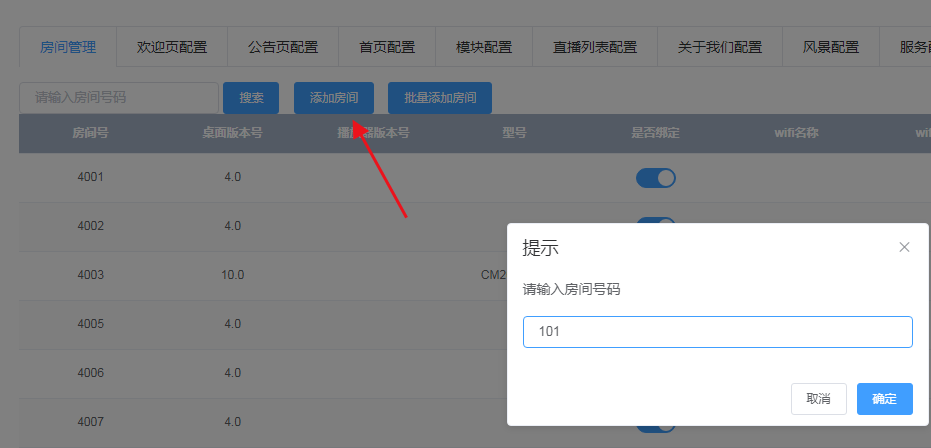 房间管理 欢迎页配置 公告页配置 首页配置 模块配置 直播列表配置 关于我们配置 风景配置 服务
请输入房间号码 搜索 添加房间 批量添加房间
房间号 桌面版本号 播放器版本号 型号 是否绑定 wifi名称 wifi
4001 4.0
4002 4.0
4003 10.0 CM2
4005 4.0
4006 4.0
4007 4.0
提示
请输入房间号码
101
取消 确定